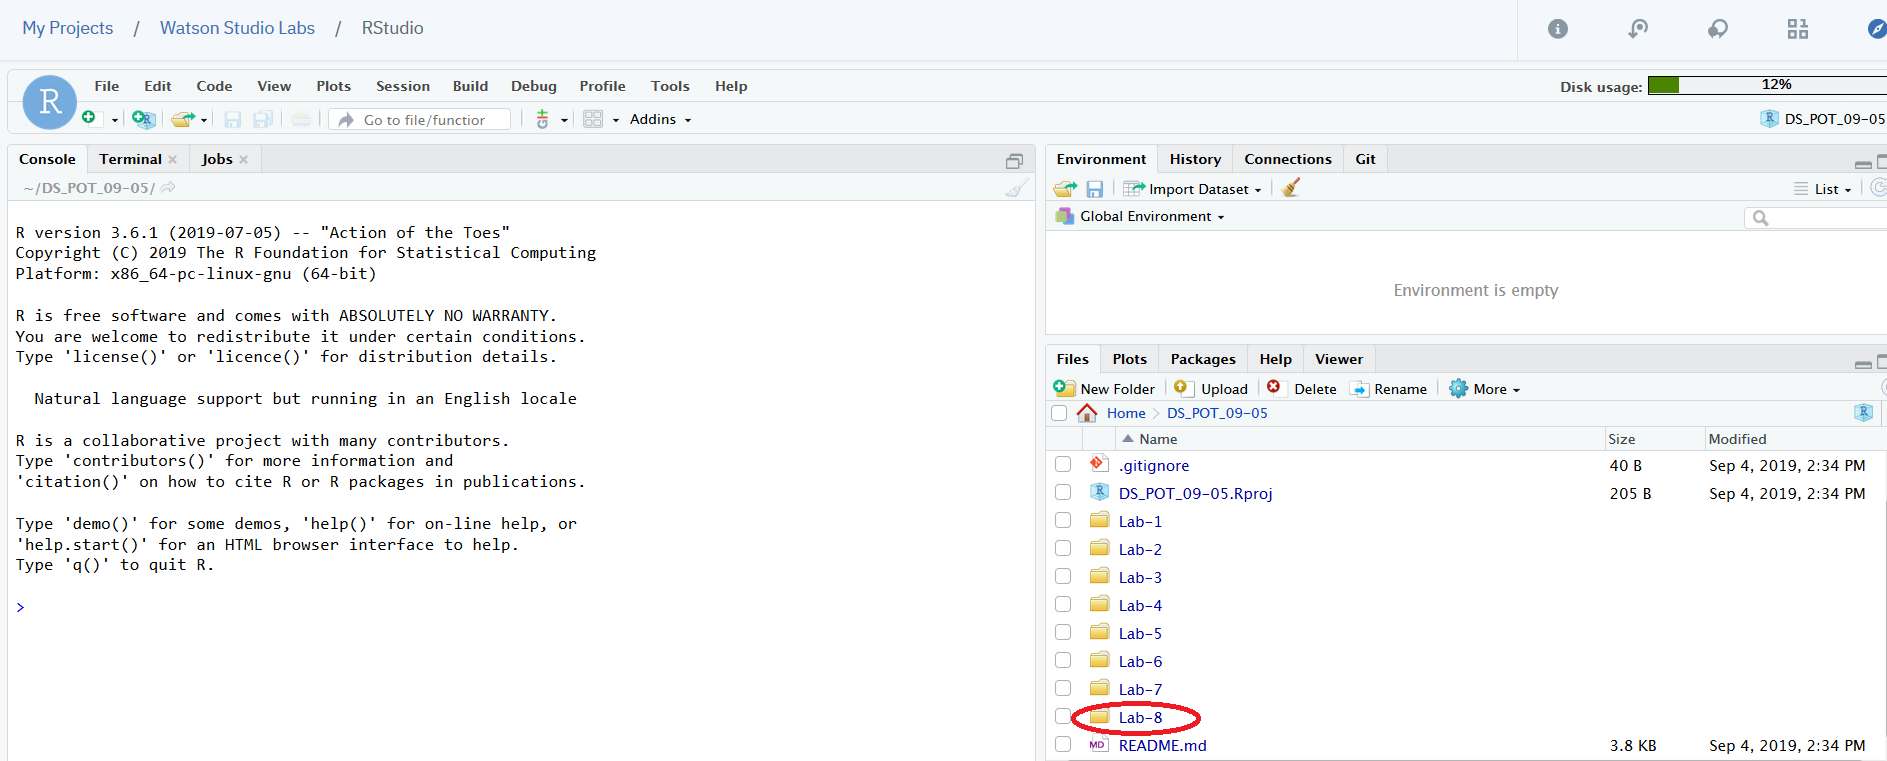 My Projects / Watson Studio Labs / RStudio
R File Edit Code View Plots Session Build Debug Profile Tools Help
Disk usage: 12%
Go to file/function
Addins
DS_POT_09-05
Console Terminal Jobs
~/DS_POT_09-05/
R version 3.6.1 (2019-07-05) -- "Action of the Toes"
Copyright (C) 2019 The R Foundation for Statistical Computing
Platform: x86_64-pc-linux-gnu (64-bit)
R is free software and comes with ABSOLUTELY NO WARRANTY.
You are welcome to redistribute it under certain conditions.
Type 'license()' or 'licence()' for distribution details.
Natural language support but running in an English locale
R is a collaborative project with many contributors.
Type 'contributors()' for more information and
'citation()' on how to cite R or R packages in publications.
Type 'demo()' for some demos, 'help()' for on-line help, or
'help.start()' for an HTML browser interface to help.
Type 'q()' to quit R.
>
Environment History Connections Git
Import Dataset
List
Global Environment
Environment is empty
Files Plots Packages Help Viewer
New Folder Upload Delete Rename More
Home DS_POT_09-05
Name Size Modified
.gitignore 40 B Sep 4, 2019, 2:34 PM
DS_POT_09-05.Rproj 205 B Sep 4, 2019, 2:34 PM
Lab-1
Lab-2
Lab-3
Lab-4
Lab-5
Lab-6
Lab-7
Lab-8
MD README.md 3.8 KB Sep 4, 2019, 2:34 PM